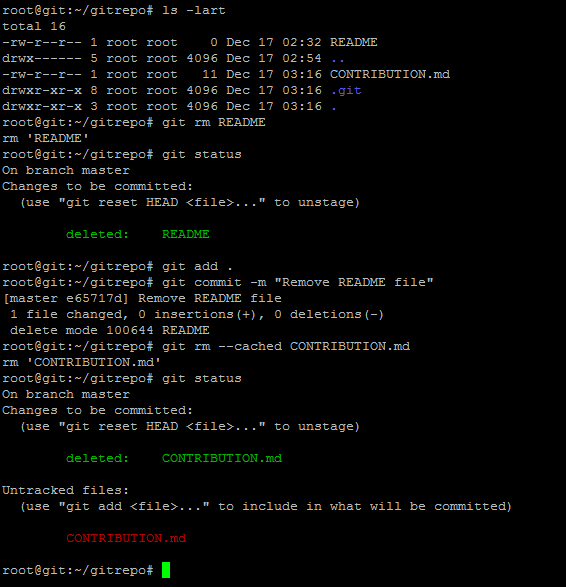 root@git:~/gitrepo# ls -lart
total 16
-rw-r--r-- 1 root root    0 Dec 17 02:32 README
drwx------ 5 root root 4096 Dec 17 02:54 ..
-rw-r--r-- 1 root root   11 Dec 17 03:16 CONTRIBUTION.md
drwxr-xr-x 8 root root 4096 Dec 17 03:16 .git
drwxr-xr-x 3 root root 4096 Dec 17 03:16 .
root@git:~/gitrepo# git rm README
rm 'README'
root@git:~/gitrepo# git status
On branch master
Changes to be committed:
  (use "git reset HEAD <file>..." to unstage)
        deleted:    README
root@git:~/gitrepo# git add .
root@git:~/gitrepo# git commit -m "Remove README file"
[master e65717d] Remove README file
 1 file changed, 0 insertions(+), 0 deletions(-)
 delete mode 100644 README
root@git:~/gitrepo# git rm --cached CONTRIBUTION.md
rm 'CONTRIBUTION.md'
root@git:~/gitrepo# git status
On branch master
Changes to be committed:
  (use "git reset HEAD <file>..." to unstage)
        deleted:    CONTRIBUTION.md
Untracked files:
  (use "git add <file>..." to include in what will be committed)
        CONTRIBUTION.md
root@git:~/gitrepo#